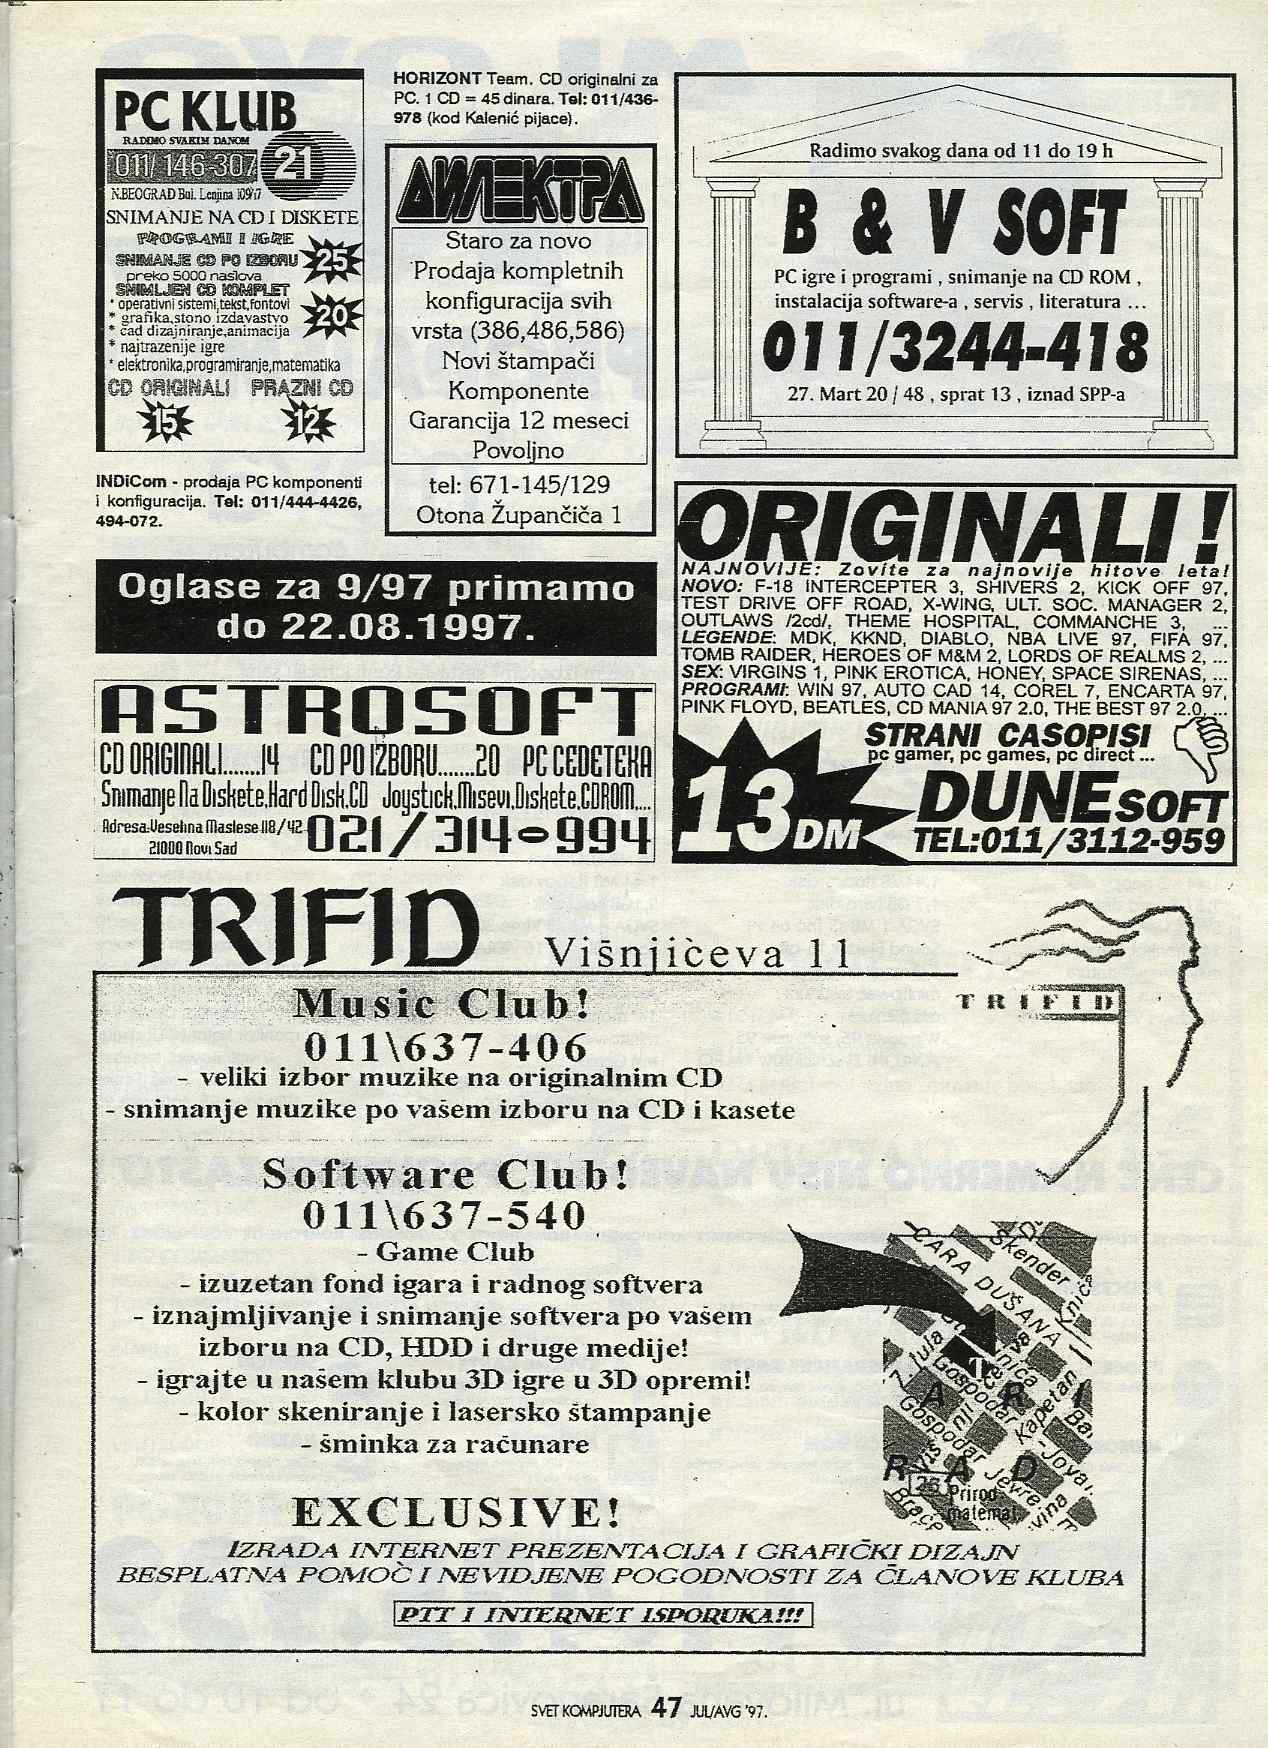 PC KLUB
RADIMO SVAKIM DANOM
011/ 146-307 21
N.BEOGRAD Bul. Lenjina 109/17
SNIMANJE NA CD I DISKETE
PROGRAMI I IGRE
SNIMANJE CD PO IZBORU 25
preko 5000 naslova
SNIMLJEN CD KOMPLET
* operativni sistemi,tekst,fontovi
* grafika,stono izdavastvo 20
* cad dizajniranje,animacija
* najtrazenije igre
* elektronika,programiranje,matematika
CD ORIGINALI PRAZNI CD
15 12
INDiCom - prodaja PC komponenti
i konfiguracija. Tel: 011/444-4426,
494-072.
HORIZONT Team. CD originalni za
PC. 1 CD = 45 dinara. Tel: 011/436-
978 (kod Kalenić pijace).
ДИЛЕКТРА
Staro za novo
Prodaja kompletnih
konfiguracija svih
vrsta (386,486,586)
Novi štampači
Komponente
Garancija 12 meseci
Povoljno
tel: 671-145/129
Otona Župančiča 1
Radimo svakog dana od 11 do 19 h
B & V SOFT
PC igre i programi , snimanje na CD ROM ,
instalacija software-a , servis , literatura ...
011/3244-418
27. Mart 20 / 48 , sprat 13 , iznad SPP-a
Oglase za 9/97 primamo
do 22.08.1997.
ORIGINALI!
NAJNOVIJE: Zovite za najnovije hitove leta!
NOVO: F-18 INTERCEPTER 3, SHIVERS 2, KICK OFF 97,
TEST DRIVE OFF ROAD, X-WING, ULT. SOC. MANAGER 2,
OUTLAWS /2cd/, THEME HOSPITAL, COMMANCHE 3, ...
LEGENDE: MDK, KKND, DIABLO, NBA LIVE 97, FIFA 97,
TOMB RAIDER, HEROES OF M&M 2, LORDS OF REALMS 2, ...
SEX: VIRGINS 1, PINK EROTICA, HONEY, SPACE SIRENAS, ...
PROGRAMI: WIN 97, AUTO CAD 14, COREL 7, ENCARTA 97,
PINK FLOYD, BEATLES, CD MANIA 97 2.0, THE BEST 97 2.0, ...
STRANI CASOPISI
pc gamer, pc games, pc direct ...
13 DM
DUNE SOFT
TEL:011/3112-959
ASTROSOFT
CD ORIGINALI.......14 CD PO IZBORU.......20 PC CEDETEKA
Snimanje Na Diskete,Hard Disk,CD Joystick,Misevi,Diskete,CDROM,...
Adresa:Veselina Maslese 118/42 021/314-994
21000 Novi Sad
TRIFID Višnjićeva 11
TRIFID
Music Club!
011\637-406
- veliki izbor muzike na originalnim CD
- snimanje muzike po vašem izboru na CD i kasete
Software Club!
011\637-540
- Game Club
- izuzetan fond igara i radnog softvera
- iznajmljivanje i snimanje softvera po vašem
izboru na CD, HDD i druge medije!
- igrajte u našem klubu 3D igre u 3D opremi!
- kolor skeniranje i lasersko štampanje
- šminka za računare
CARA DUŠANA
Skender
Kapetan
Gospodar
Gospodar Jevre
T
A R I
R A D
25
Prirod.
matemat.
Braće
EXCLUSIVE!
IZRADA INTERNET PREZENTACIJA I GRAFIČKI DIZAJN
BESPLATNA POMOĆ I NEVIDJENE POGODNOSTI ZA ČLANOVE KLUBA
PTT I INTERNET ISPORUKA!!!
SVET KOMPJUTERA 47 JUL/AVG '97.